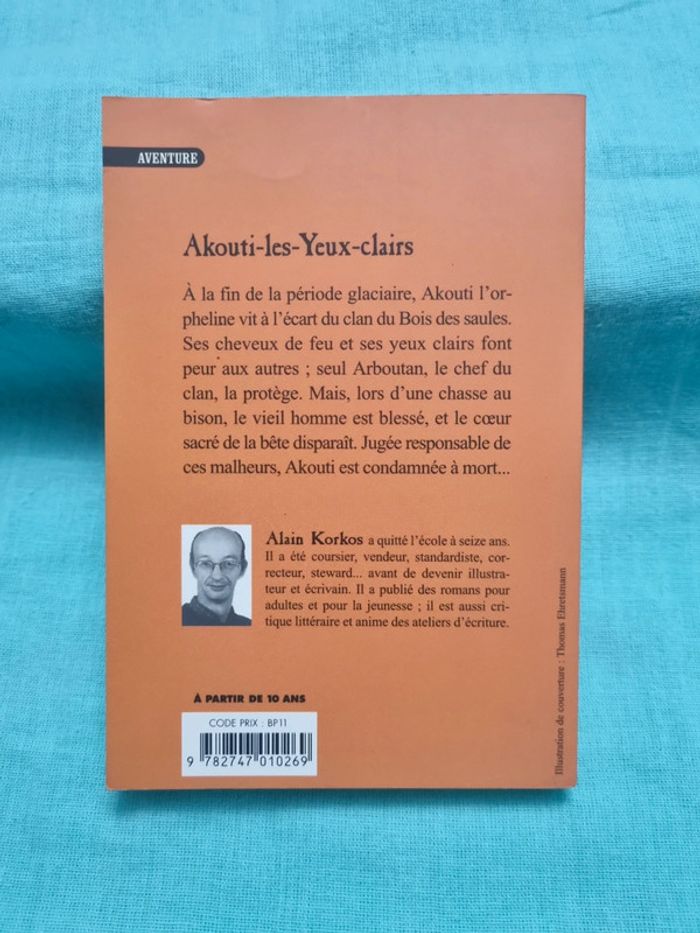 AVENTURE
Akouti-les-Yeux-clairs
À la fin de la période glaciaire, Akouti l'or-
pheline vit à l'écart du clan du Bois des saules.
Ses cheveux de feu et ses yeux clairs font
peur aux autres ; seul Arboutan, le chef du
clan, la protège. Mais, lors d'une chasse au
bison, le vieil homme est blessé, et le cœur
sacré de la bête disparaît. Jugée responsable de
ces malheurs, Akouti est condamnée à mort...
Alain Korkos a quitté l'école à seize ans.
Il a été coursier, vendeur, standardiste, cor-
recteur, steward... avant de devenir illustra-
teur et écrivain. Il a publié des romans pour
adultes et pour la jeunesse ; il est aussi cri-
tique littéraire et anime des ateliers d'écriture.
À PARTIR DE 10 ANS
CODE PRIX : BP11
9 782747 010269
Illustration de couverture : Thomas Ehretsmann